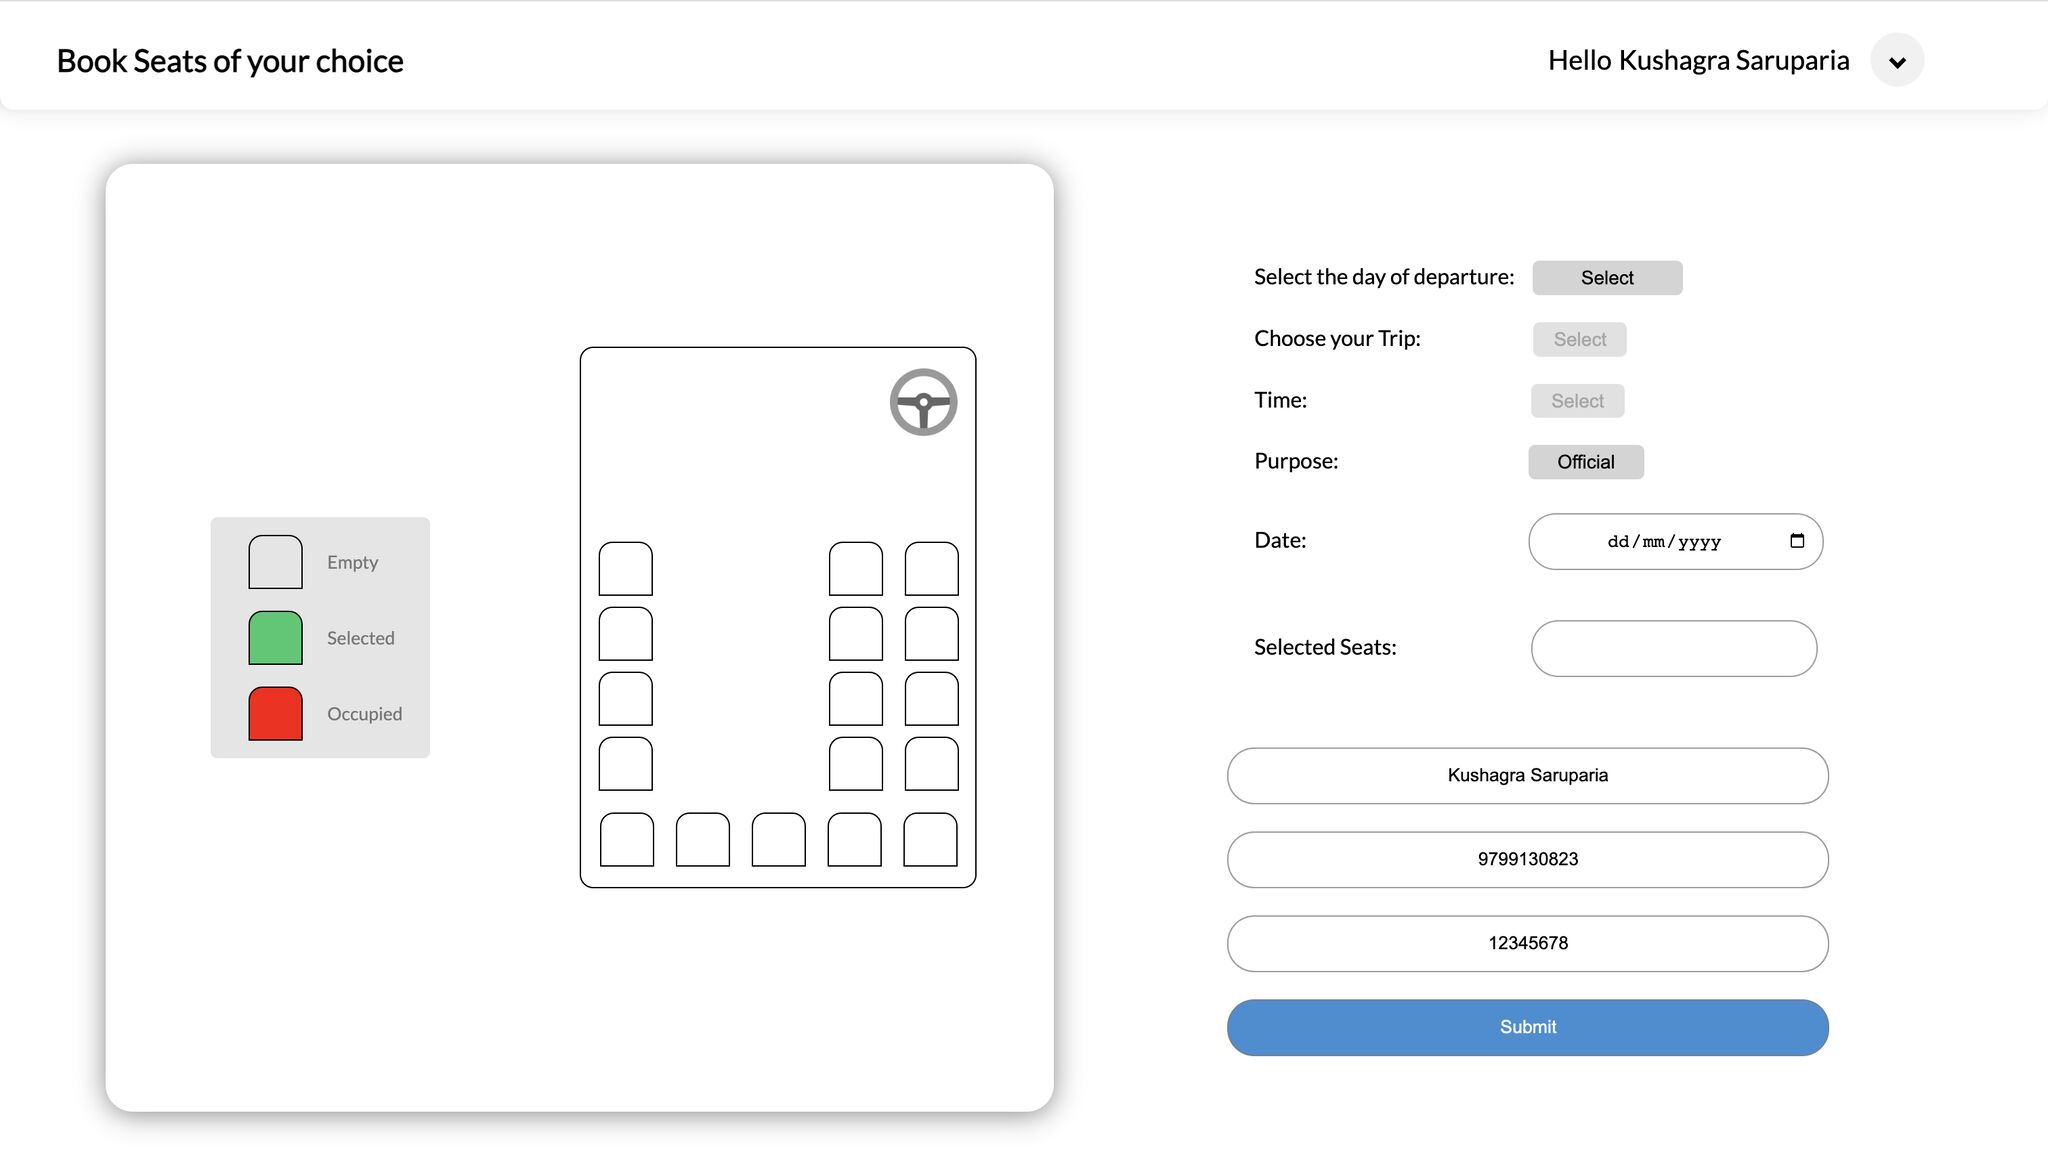 Book Seats of your choice
Hello Kushagra Saruparia
Empty
Selected
Occupied
Select the day of departure: Select
Choose your Trip: Select
Time: Select
Purpose: Official
Date: dd/mm/yyyy
Selected Seats:
Kushagra Saruparia
9799130823
12345678
Submit